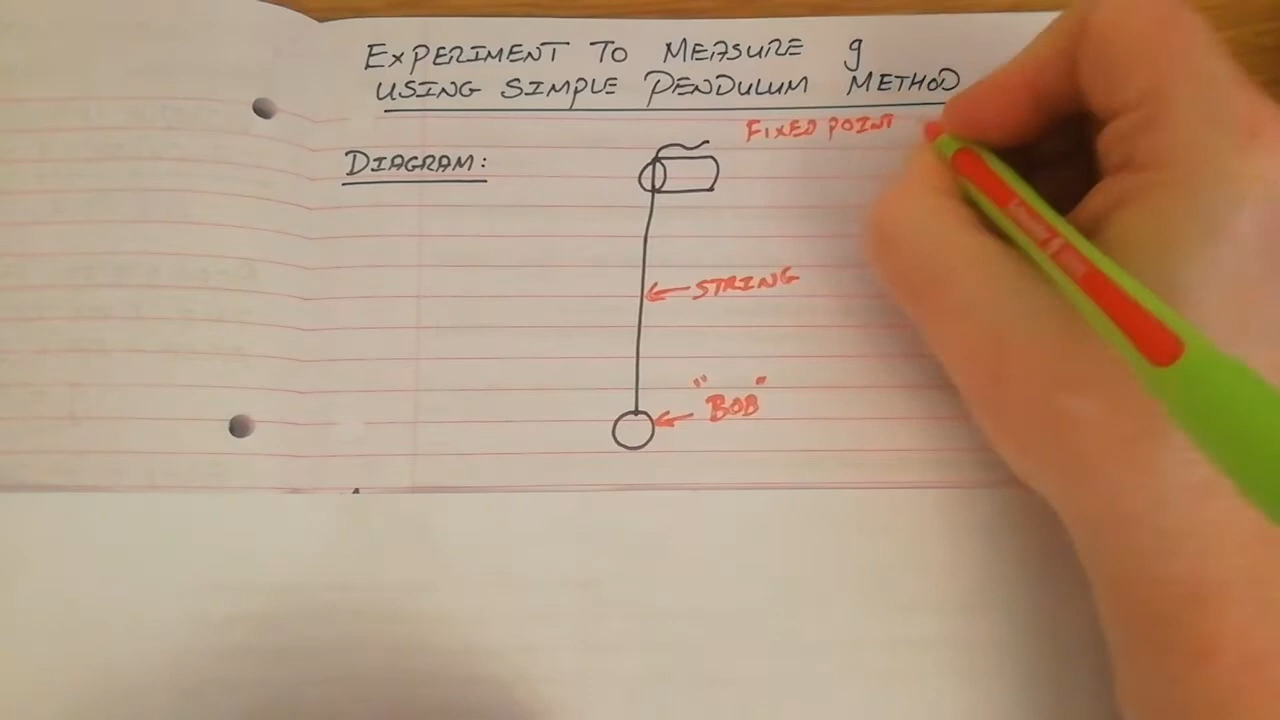 EXPERIMENT TO MEASURE g
USING SIMPLE PENDULUM METHOD
FIXED POINT
DIAGRAM:
STRING
"BOB"